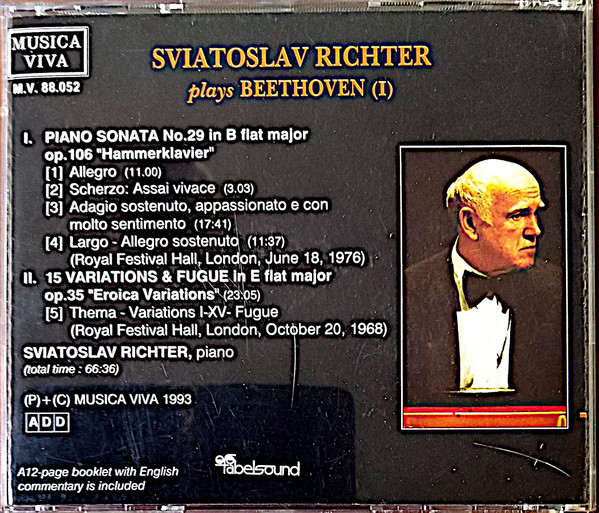 MUSICA
VIVA
M.V. 88.052
SVIATOSLAV RICHTER
plays BEETHOVEN (I)
I. PIANO SONATA No.29 in B flat major
op.106 "Hammerklavier"
[1] Allegro (11.00)
[2] Scherzo: Assai vivace (3.03)
[3] Adagio sostenuto, appassionato e con
molto sentimento (17:41)
[4] Largo - Allegro sostenuto (11:37)
(Royal Festival Hall, London, June 18, 1976)
II. 15 VARIATIONS & FUGUE in E flat major
op.35 "Eroica Variations" (23:05)
[5] Thema - Variations I-XV- Fugue
(Royal Festival Hall, London, October 20, 1968)
SVIATOSLAV RICHTER, piano
(total time : 66:36)
(P)+(C) MUSICA VIVA 1993
ADD
A12-page booklet with English
commentary is included
labelsound